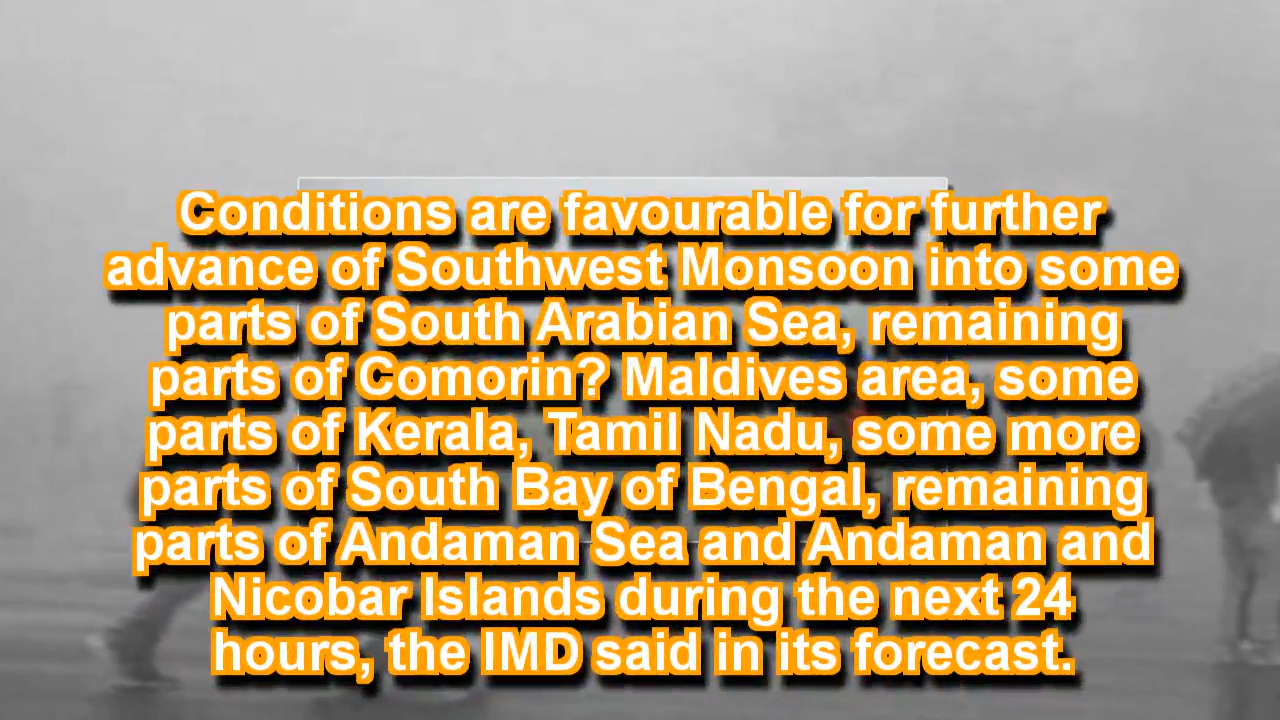 Conditions are favourable for further
advance of Southwest Monsoon into some
parts of South Arabian Sea, remaining
parts of Comorin? Maldives area, some
parts of Kerala, Tamil Nadu, some more
parts of South Bay of Bengal, remaining
parts of Andaman Sea and Andaman and
Nicobar Islands during the next 24
hours, the IMD said in its forecast.